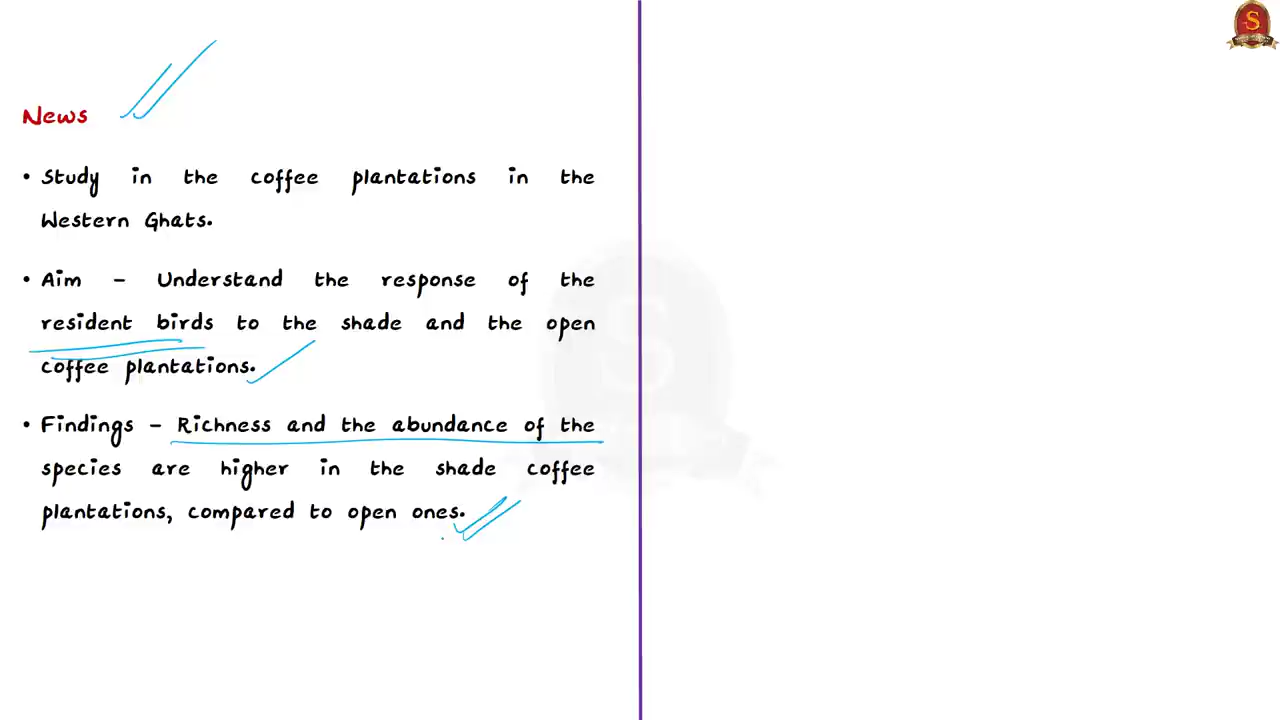 S
News
• Study in the coffee plantations in the
Western Ghats.
• Aim – Understand the response of the
resident birds to the shade and the open
coffee plantations.
• Findings – Richness and the abundance of the
species are higher in the shade coffee
plantations, compared to open ones.